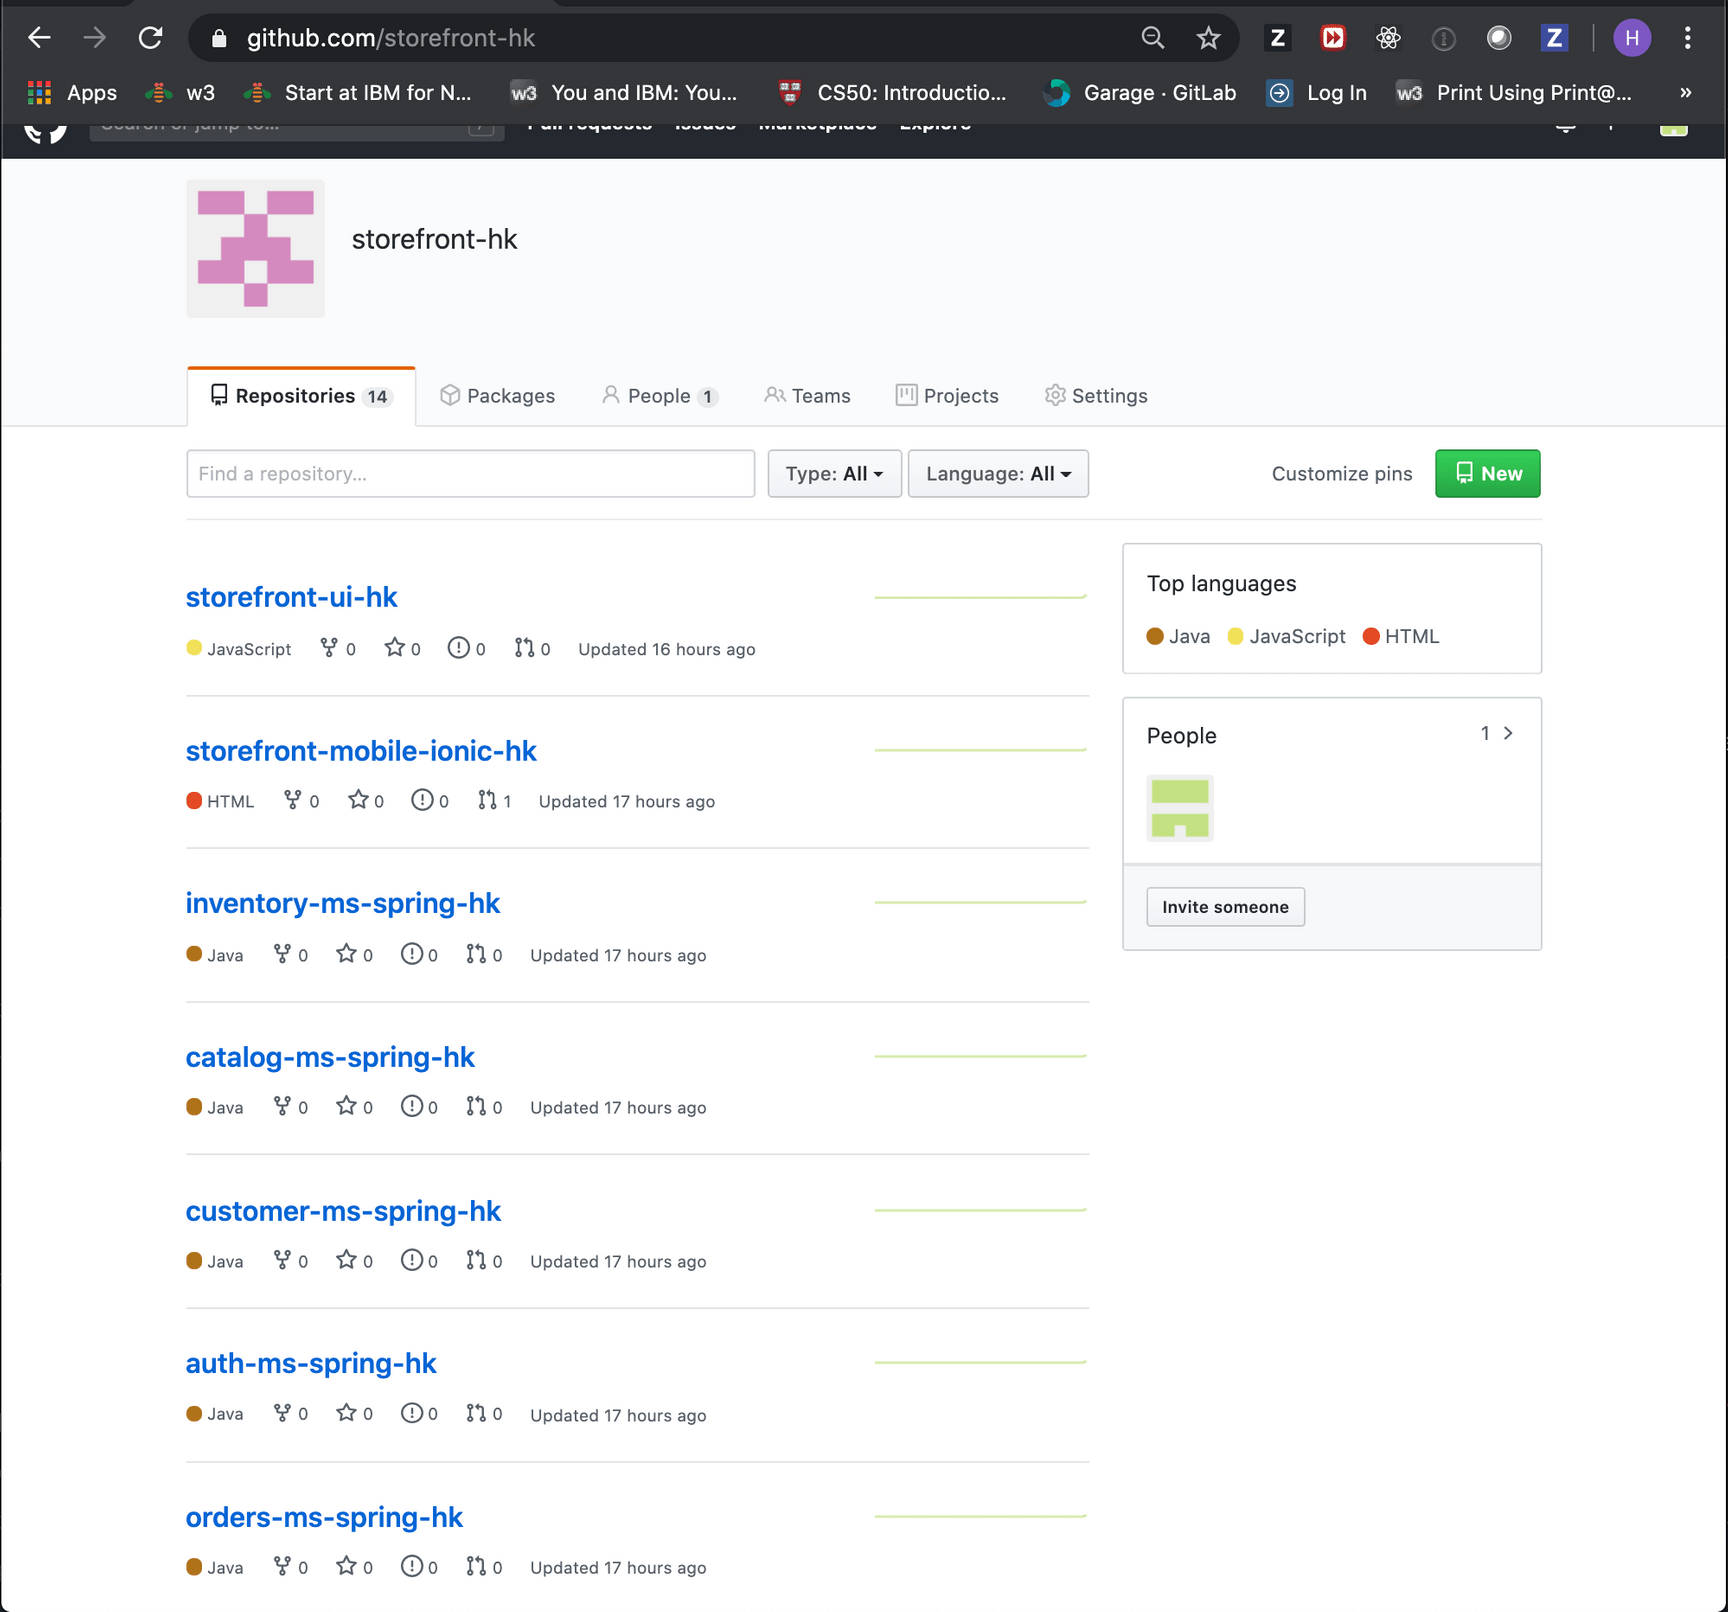 github.com/storefront-hk
Apps w3 Start at IBM for N... w3 You and IBM: You... CS50: Introductio... Garage · GitLab Log In w3 Print Using Print@... »
Search or jump to... / Pull requests Issues Marketplace Explore
storefront-hk
Repositories 14 Packages People 1 Teams Projects Settings
Find a repository... Type: All Language: All Customize pins New
storefront-ui-hk
JavaScript 0 0 0 0 Updated 16 hours ago
storefront-mobile-ionic-hk
HTML 0 0 0 1 Updated 17 hours ago
inventory-ms-spring-hk
Java 0 0 0 0 Updated 17 hours ago
catalog-ms-spring-hk
Java 0 0 0 0 Updated 17 hours ago
customer-ms-spring-hk
Java 0 0 0 0 Updated 17 hours ago
auth-ms-spring-hk
Java 0 0 0 0 Updated 17 hours ago
orders-ms-spring-hk
Java 0 0 0 0 Updated 17 hours ago
Top languages
Java JavaScript HTML
People 1
Invite someone
Z Z H